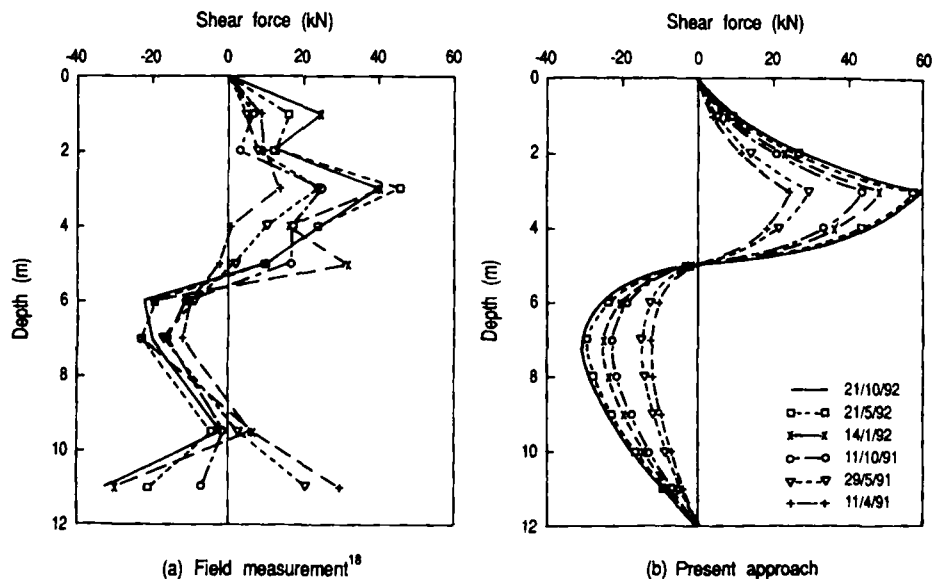 Shear force (kN)
-40 -20 0 20 40 60
0
2
4
6
8
10
12
Depth (m)
(a) Field measurement18
Shear force (kN)
-40 -20 0 20 40 60
0
2
4
6
8
10
12
Depth (m)
21/10/92
21/5/92
14/1/92
11/10/91
29/5/91
11/4/91
(b) Present approach